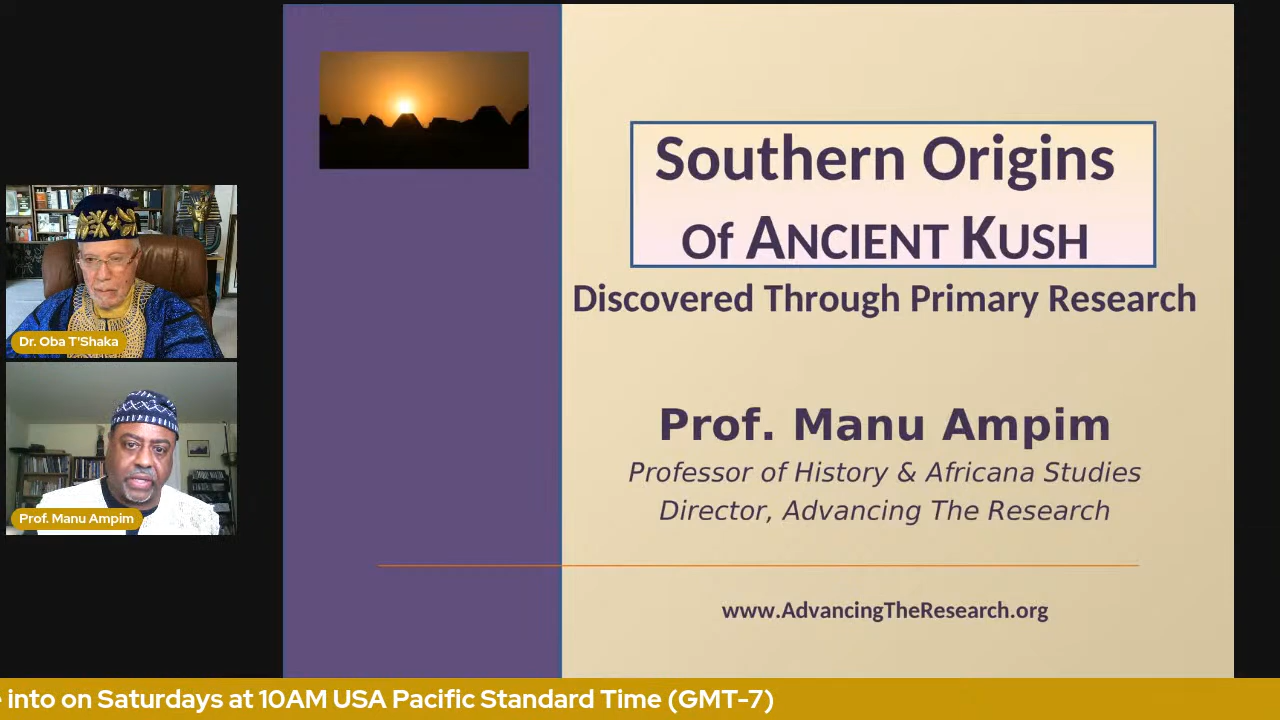 Southern Origins
Of ANCIENT KUSH
Discovered Through Primary Research
Prof. Manu Ampim
Professor of History & Africana Studies
Director, Advancing The Research
www.AdvancingTheResearch.org
Dr. Oba T'Shaka
Prof. Manu Ampim
into on Saturdays at 10AM USA Pacific Standard Time (GMT-7)